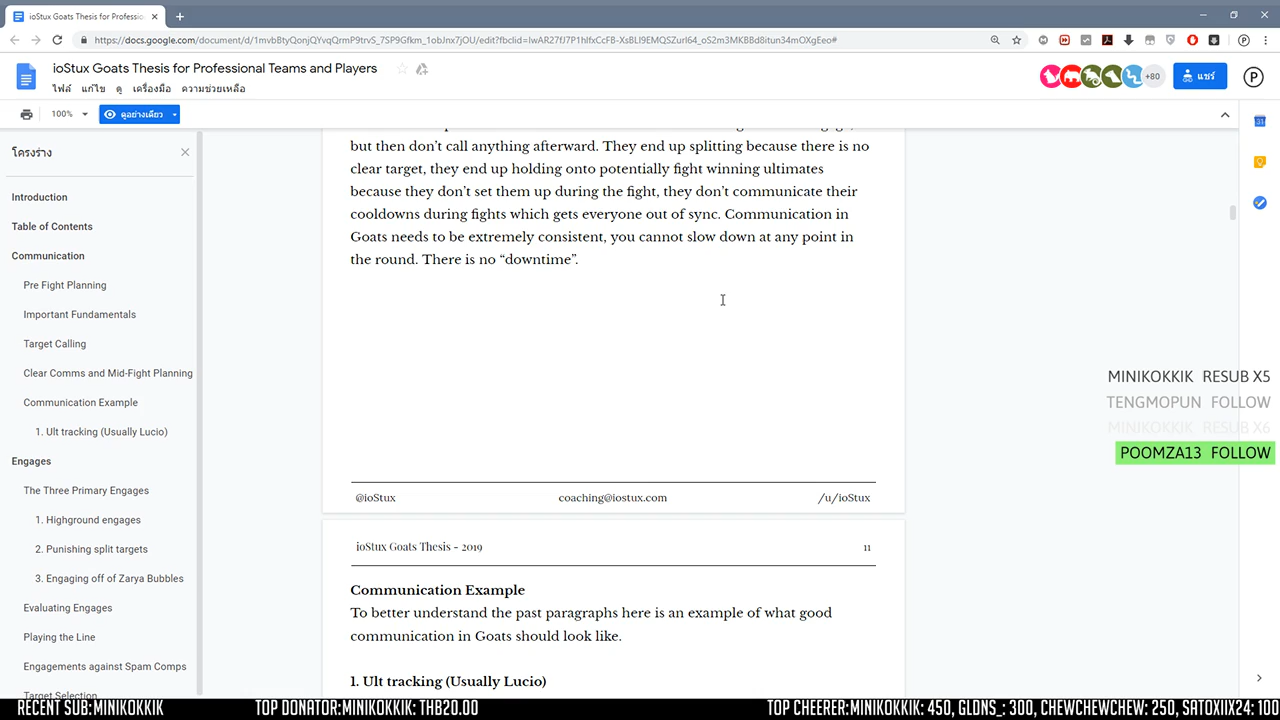 ioStux Goats Thesis for Professio
https://docs.google.com/document/d/1mvbBtyQonjQYvqQrmP9trvS_7SP9Gfkm_1obJnx7jOU/edit?fbclid=IwAR27fJ7P1hlfxCcFB-XsBLl9EMQSZurl64_oS2m3MKBBd8itun34mOXgEeo#
ioStux Goats Thesis for Professional Teams and Players
ไฟล์ แก้ไข ดู เครื่องมือ ความช่วยเหลือ
+80
แชร์
P
100%
ดูอย่างเดียว
โครงร่าง
Introduction
Table of Contents
Communication
Pre Fight Planning
Important Fundamentals
Target Calling
Clear Comms and Mid-Fight Planning
Communication Example
1. Ult tracking (Usually Lucio)
Engages
The Three Primary Engages
1. Highground engages
2. Punishing split targets
3. Engaging off of Zarya Bubbles
Evaluating Engages
Playing the Line
Engagements against Spam Comps
Target Selection
but then don't call anything afterward. They end up splitting because there is no
clear target, they end up holding onto potentially fight winning ultimates
because they don't set them up during the fight, they don't communicate their
cooldowns during fights which gets everyone out of sync. Communication in
Goats needs to be extremely consistent, you cannot slow down at any point in
the round. There is no “downtime”.
@ioStux coaching@iostux.com /u/ioStux
ioStux Goats Thesis - 2019 11
Communication Example
To better understand the past paragraphs here is an example of what good
communication in Goats should look like.
1. Ult tracking (Usually Lucio)
MINIKOKKIK RESUB X5
TENGMOPUN FOLLOW
MINIKOKKIK RESUB X6
POOMZA13 FOLLOW
RECENT SUB:MINIKOKKIK TOP DONATOR:MINIKOKKIK: THB20.00 TOP CHEERER:MINIKOKKIK: 450, GLDNS_: 300, CHEWCHEWCHEW: 250, SATOXIIX24: 100